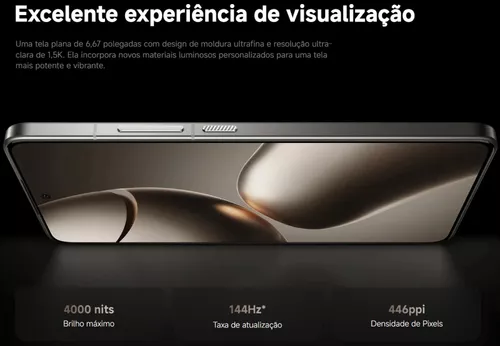 Excelente experiência de visualização
Uma tela plana de 6,67 polegadas com design de moldura ultrafina e resolução ultra-
clara de 1,5K. Ela incorpora novos materiais luminosos personalizados para uma tela
mais potente e vibrante.
4000 nits
Brilho máximo
144Hz*
Taxa de atualização
446ppi
Densidade de Pixels